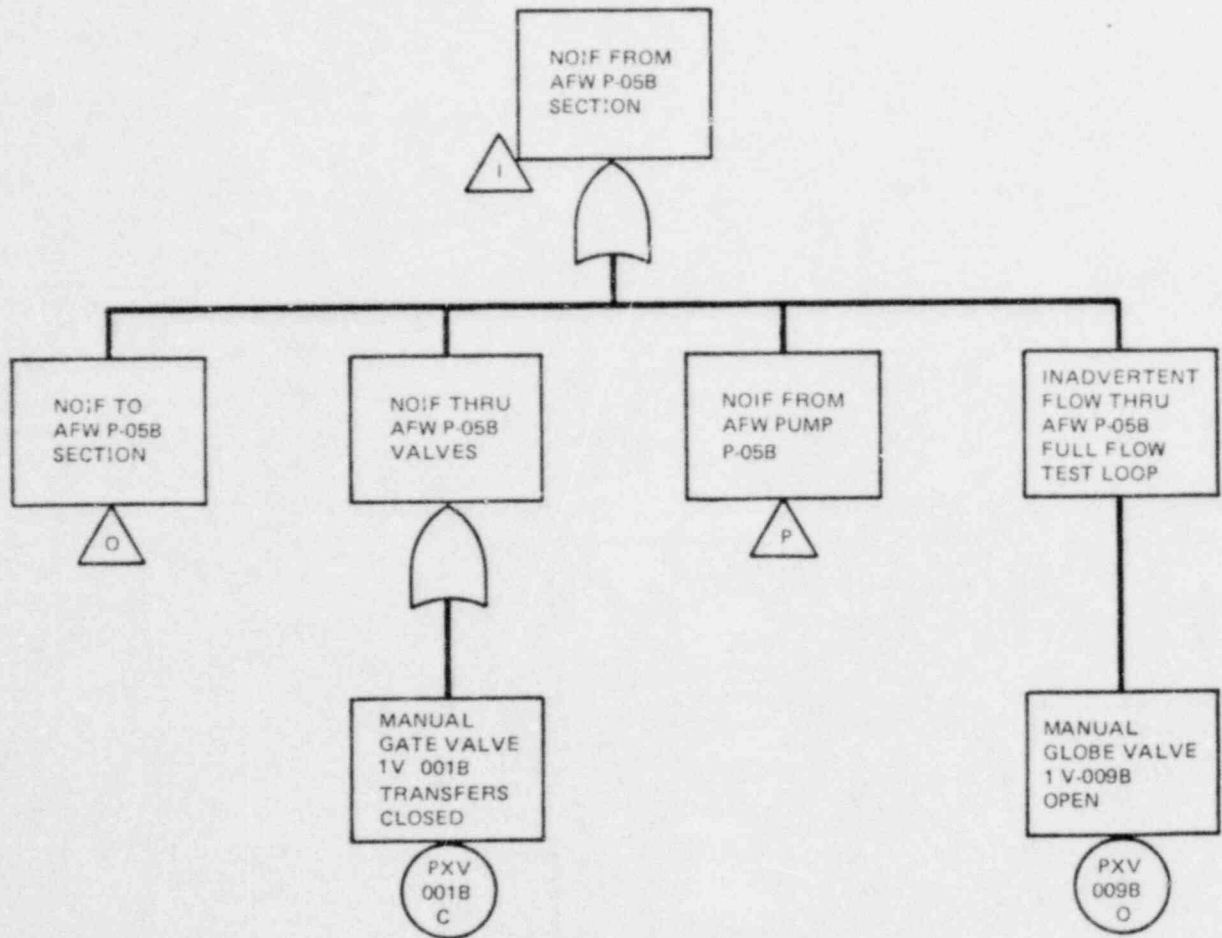 NOIF FROM
AFW P-05B
SECTION
I
NOIF TO
AFW P-05B
SECTION
O
NOIF THRU
AFW P-05B
VALVES
NOIF FROM
AFW PUMP
P-05B
P
INADVERTENT
FLOW THRU
AFW P-05B
FULL FLOW
TEST LOOP
MANUAL
GATE VALVE
1V 001B
TRANSFERS
CLOSED
PXV
001B
C
MANUAL
GLOBE VALVE
1 V-009B
OPEN
PXV
009B
O